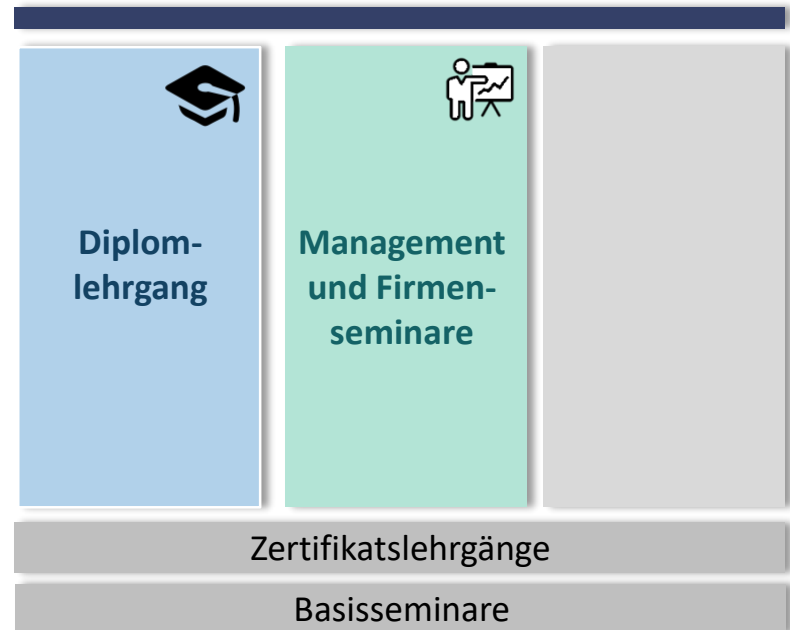 Diplom-
lehrgang
Management
und Firmen-
seminare
Zertifikatslehrgänge
Basisseminare